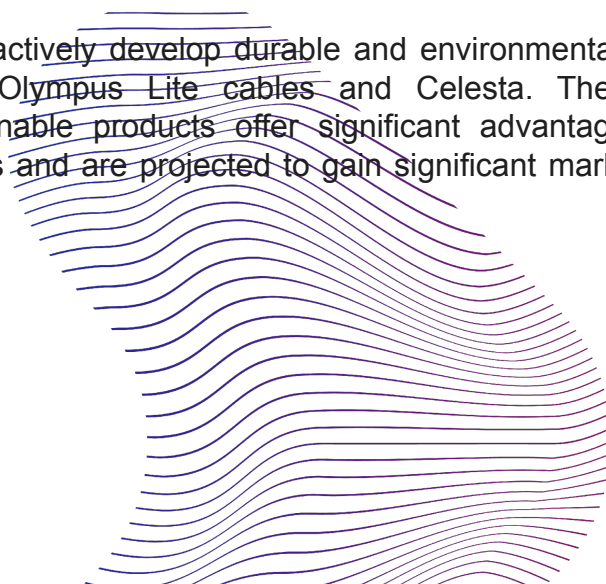 actively develop durable and environmenta
Olympus Lite cables and Celesta. The
nable products offer significant advantag
s and are projected to gain significant mar